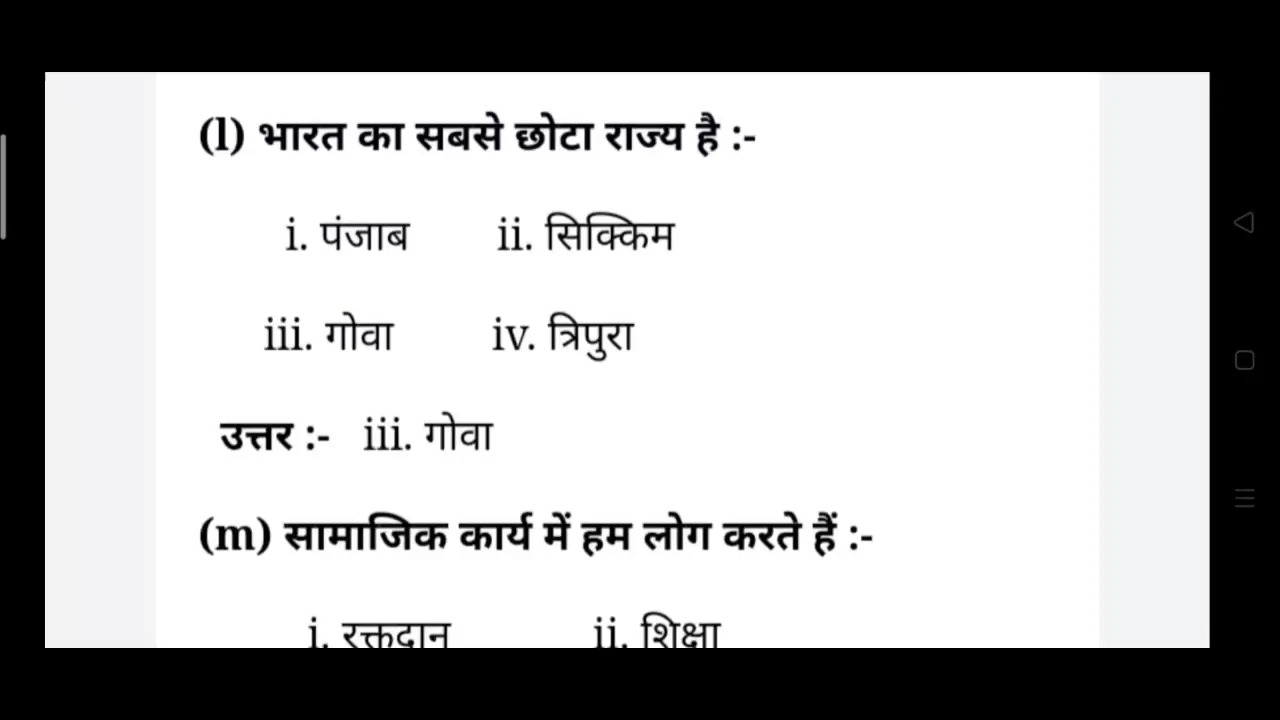 (l) भारत का सबसे छोटा राज्य है :-
i. पंजाब ii. सिक्किम
iii. गोवा iv. त्रिपुरा
उत्तर :- iii. गोवा
(m) सामाजिक कार्य में हम लोग करते हैं :-
i. रक्तदान ii. शिक्षा